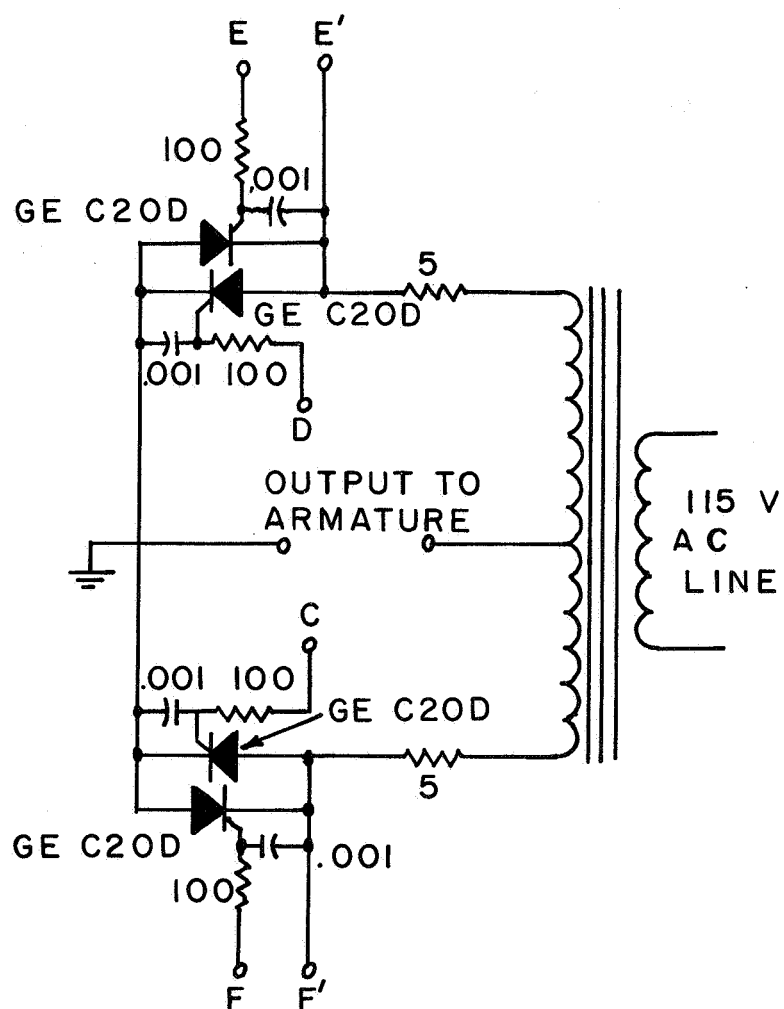 E E'
100
.001
GE C20D
5
GE C20D
.001 100
D
OUTPUT TO
ARMATURE
115 V
AC
LINE
C
.001 100
GE C20D
5
GE C20D
.001
100
F F'